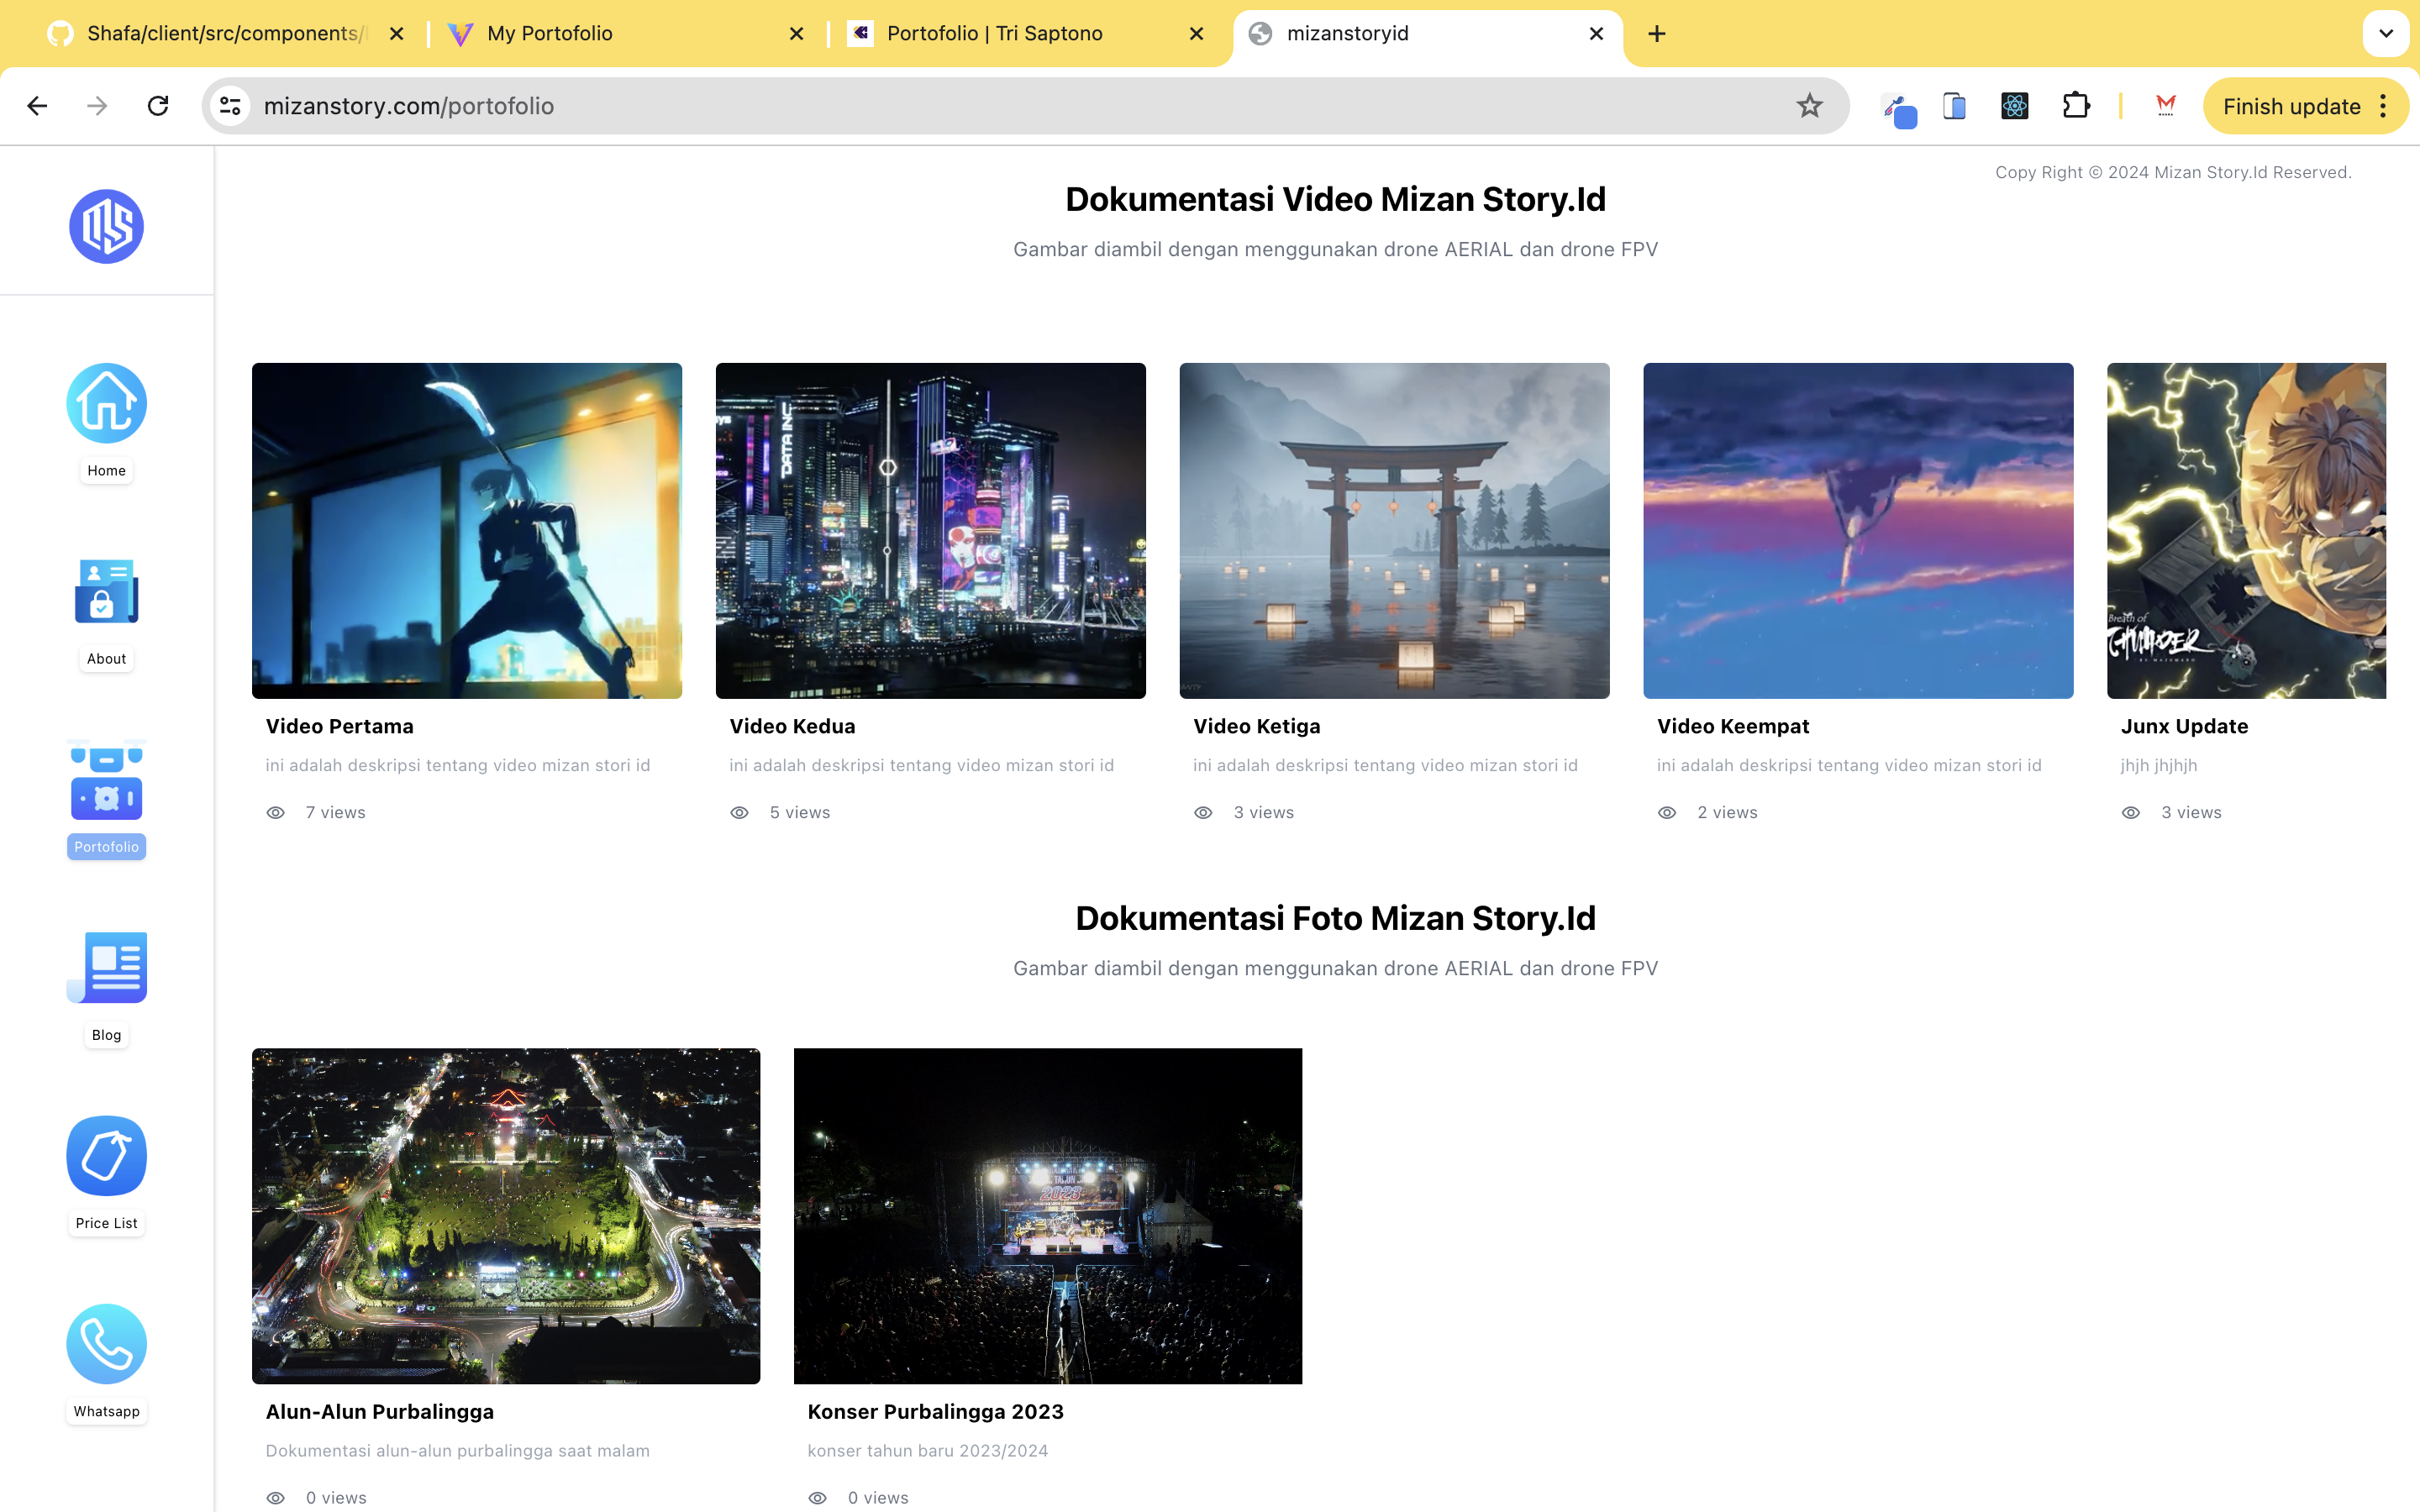 Shafa/client/src/components/
My Portofolio
Portofolio | Tri Saptono
mizanstoryid
mizanstory.com/portofolio
Finish update
Copy Right © 2024 Mizan Story.Id Reserved.
Dokumentasi Video Mizan Story.Id
Gambar diambil dengan menggunakan drone AERIAL dan drone FPV
Home
About
Portofolio
Blog
Price List
Whatsapp
DATA INC
Breath of
THUNDER
Video Pertama
ini adalah deskripsi tentang video mizan stori id
7 views
Video Kedua
ini adalah deskripsi tentang video mizan stori id
5 views
Video Ketiga
ini adalah deskripsi tentang video mizan stori id
3 views
Video Keempat
ini adalah deskripsi tentang video mizan stori id
2 views
Junx Update
jhjh jhjhjh
3 views
Dokumentasi Foto Mizan Story.Id
Gambar diambil dengan menggunakan drone AERIAL dan drone FPV
2023
Alun-Alun Purbalingga
Dokumentasi alun-alun purbalingga saat malam
0 views
Konser Purbalingga 2023
konser tahun baru 2023/2024
0 views